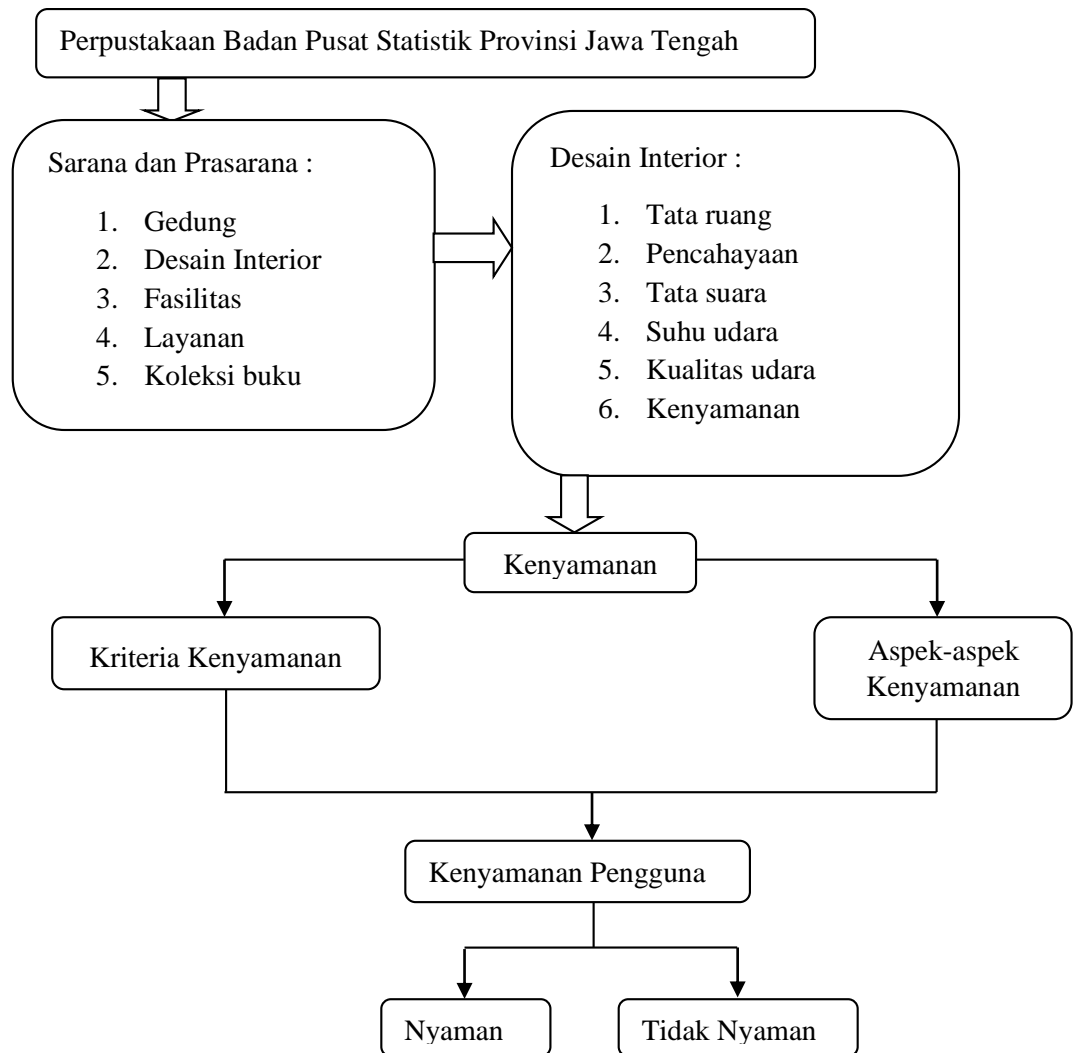 Perpustakaan Badan Pusat Statistik Provinsi Jawa Tengah
Sarana dan Prasarana :
1. Gedung
2. Desain Interior
3. Fasilitas
4. Layanan
5. Koleksi buku
Desain Interior :
1. Tata ruang
2. Pencahayaan
3. Tata suara
4. Suhu udara
5. Kualitas udara
6. Kenyamanan
Kenyamanan
Kriteria Kenyamanan
Aspek-aspek
Kenyamanan
Kenyamanan Pengguna
Nyaman
Tidak Nyaman